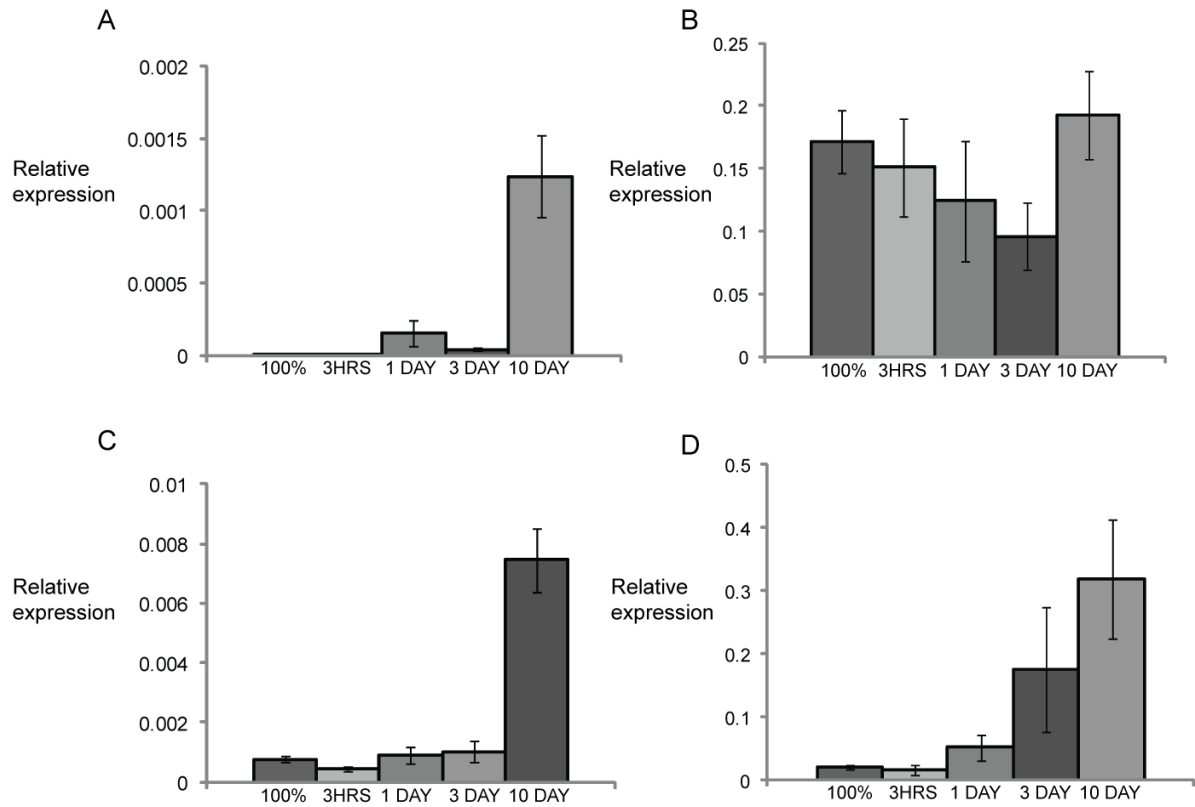 A
0.002
0.0015
0.001
0.0005
0
Relative
expression
100% 3HRS 1 DAY 3 DAY 10 DAY
B
0.25
0.2
0.15
0.1
0.05
0
Relative
expression
100% 3HRS 1 DAY 3 DAY 10 DAY
C
0.01
0.008
0.006
0.004
0.002
0
Relative
expression
100% 3HRS 1 DAY 3 DAY 10 DAY
D
0.5
0.4
0.3
0.2
0.1
0
Relative
expression
100% 3HRS 1 DAY 3 DAY 10 DAY